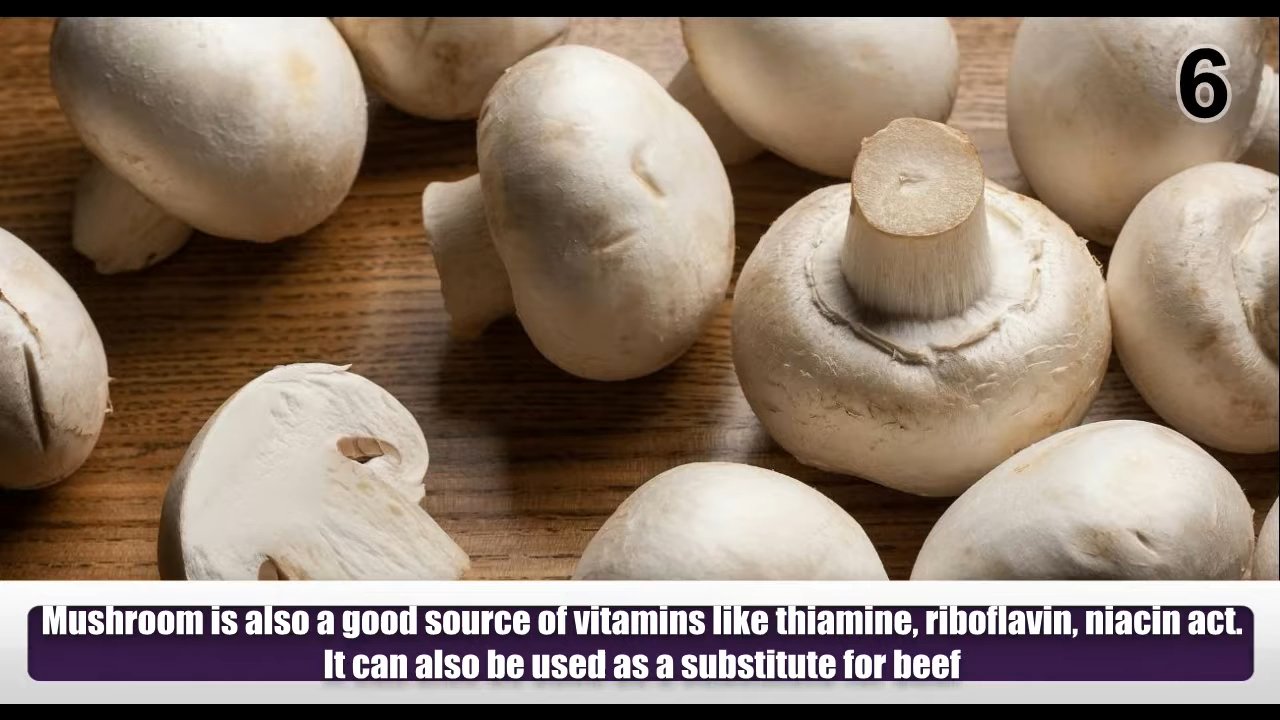 6
Mushroom is also a good source of vitamins like thiamine, riboflavin, niacin act.
It can also be used as a substitute for beef